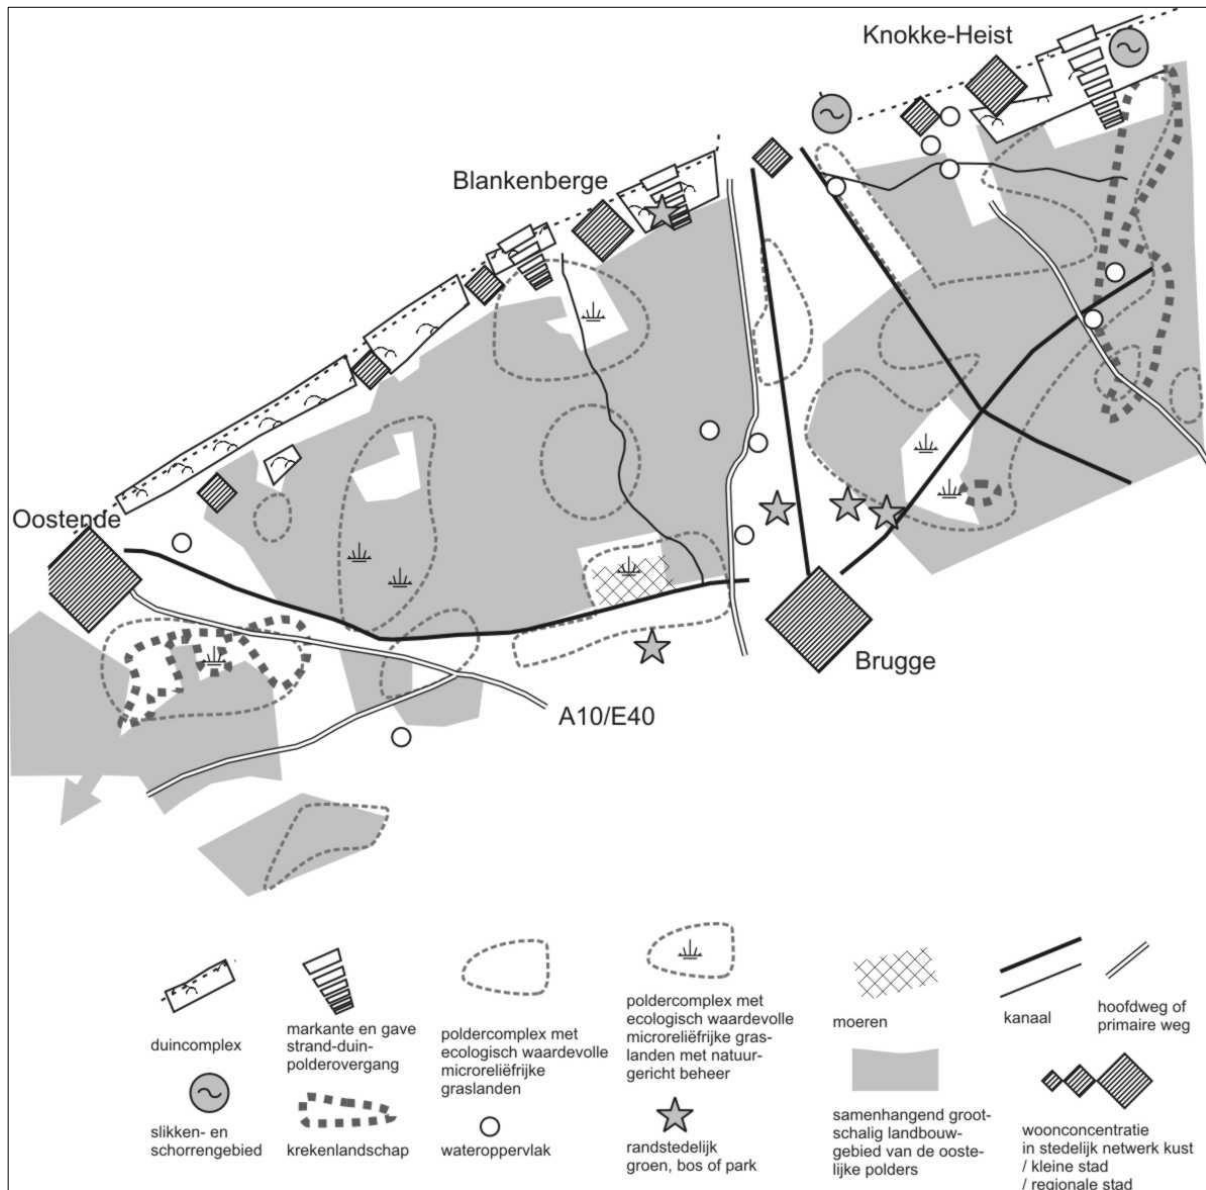 Knokke-Heist
Blankenberge
Oostende
Brugge
A10/E40
duincomplex
markante en gave
strand-duin-
polderovergang
poldercomplex met
ecologisch waardevolle
microreliëfrijke
graslanden
poldercomplex met
ecologisch waardevolle
microreliëfrijke gras-
landen met natuur-
gericht beheer
moeren
kanaal
hoofdweg of
primaire weg
slikken- en
schorrengebied
krekenlandschap
wateroppervlak
randstedelijk
groen, bos of park
samenhangend groot-
schalig landbouw-
gebied van de ooste-
lijke polders
woonconcentratie
in stedelijk netwerk kust
/ kleine stad
/ regionale stad